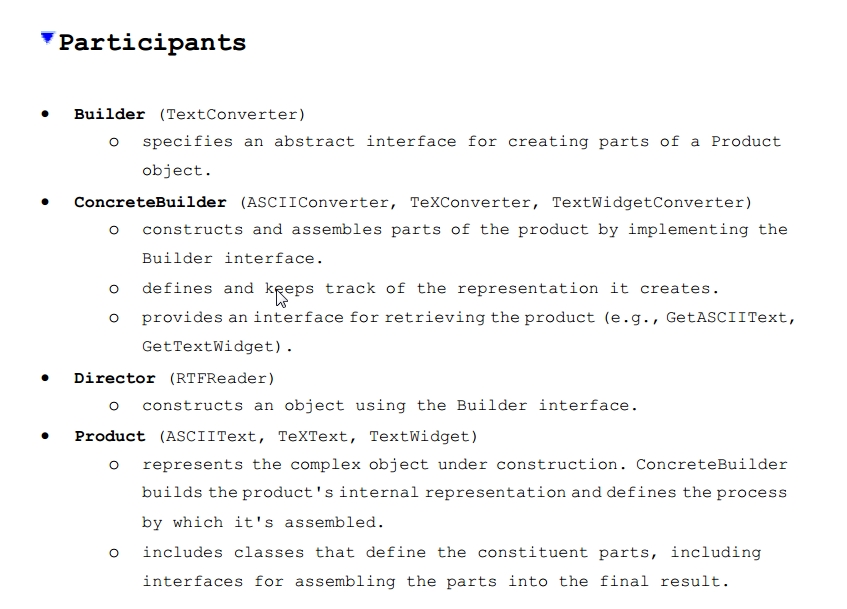 Participants
● Builder (TextConverter)
o specifies an abstract interface for creating parts of a Product
object.
● ConcreteBuilder (ASCIIConverter, TeXConverter, TextWidgetConverter)
o constructs and assembles parts of the product by implementing the
Builder interface.
o defines and keeps track of the representation it creates.
o provides an interface for retrieving the product (e.g., GetASCIIText,
GetTextWidget).
● Director (RTFReader)
o constructs an object using the Builder interface.
● Product (ASCIIText, TeXText, TextWidget)
o represents the complex object under construction. ConcreteBuilder
builds the product's internal representation and defines the process
by which it's assembled.
o includes classes that define the constituent parts, including
interfaces for assembling the parts into the final result.